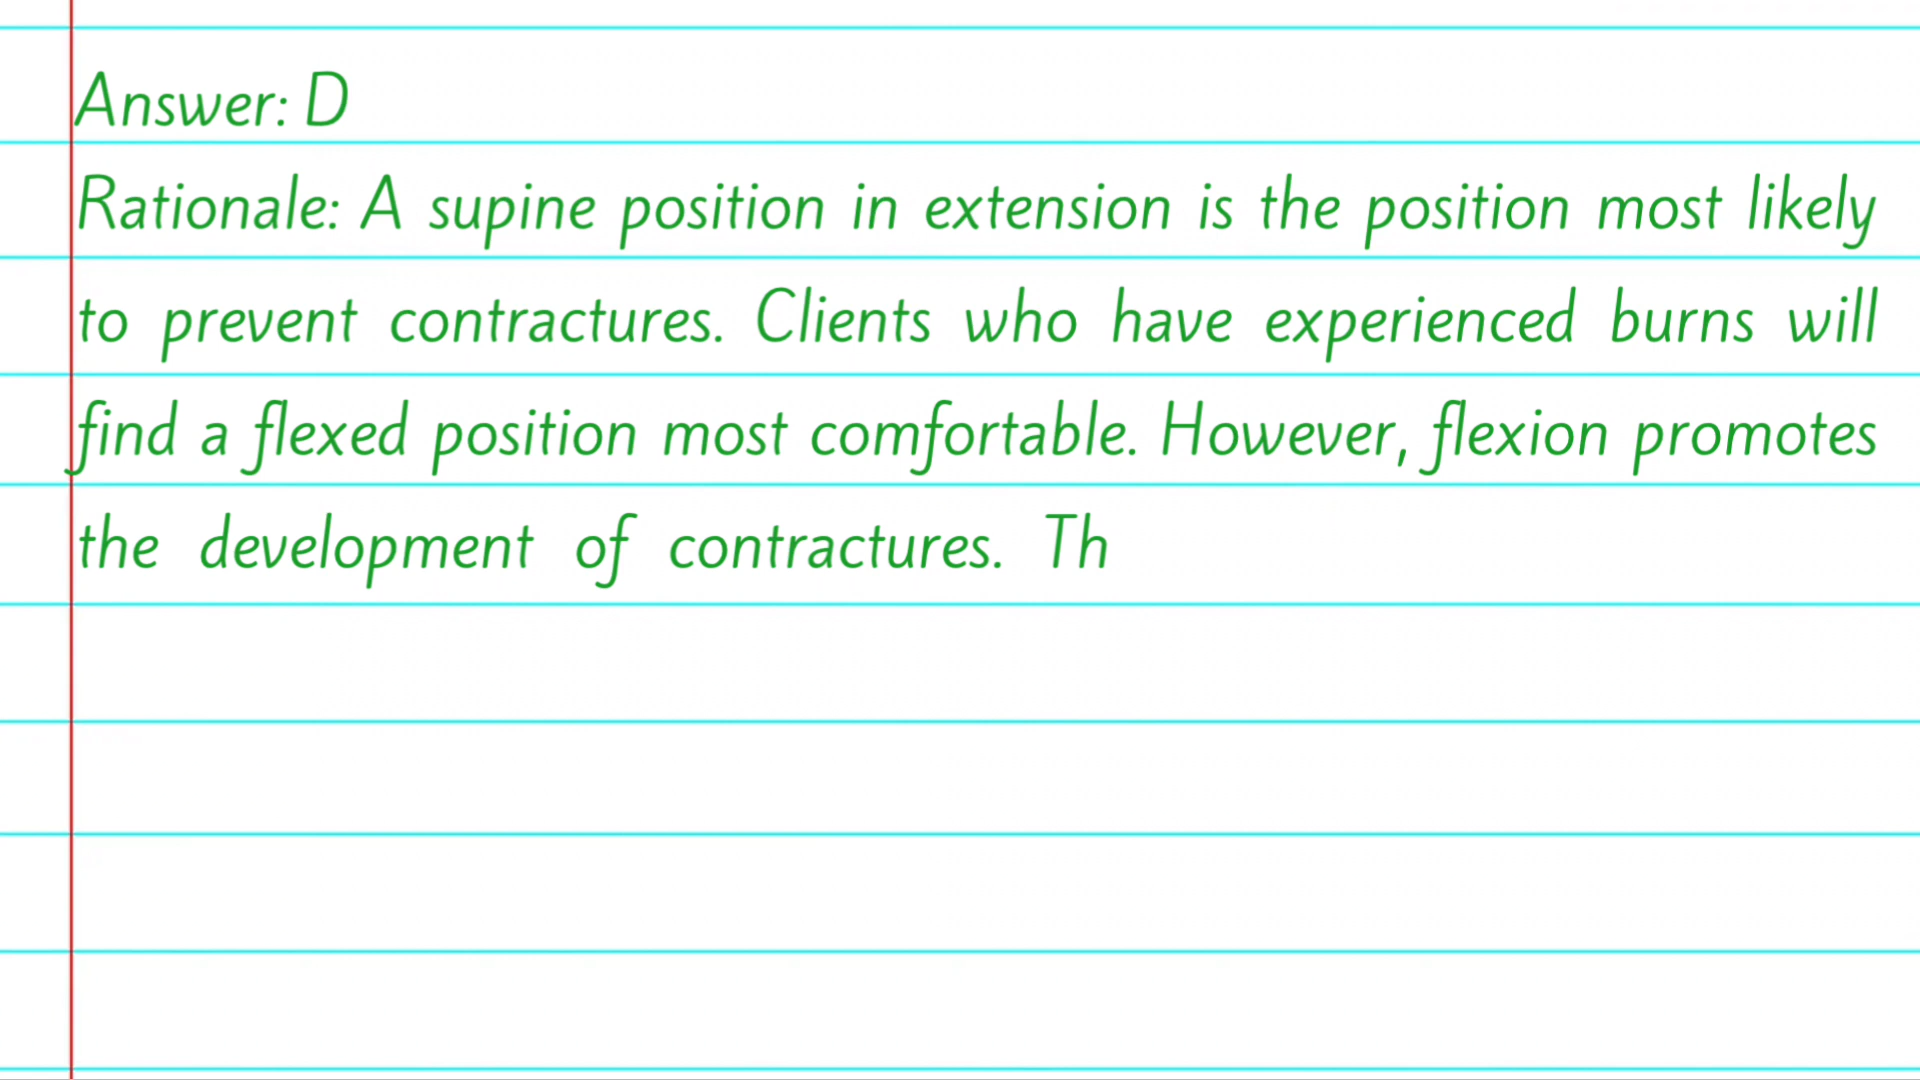 Answer: D
Rationale: A supine position in extension is the position most likely
to prevent contractures. Clients who have experienced burns will
find a flexed position most comfortable. However, flexion promotes
the development of contractures. Th